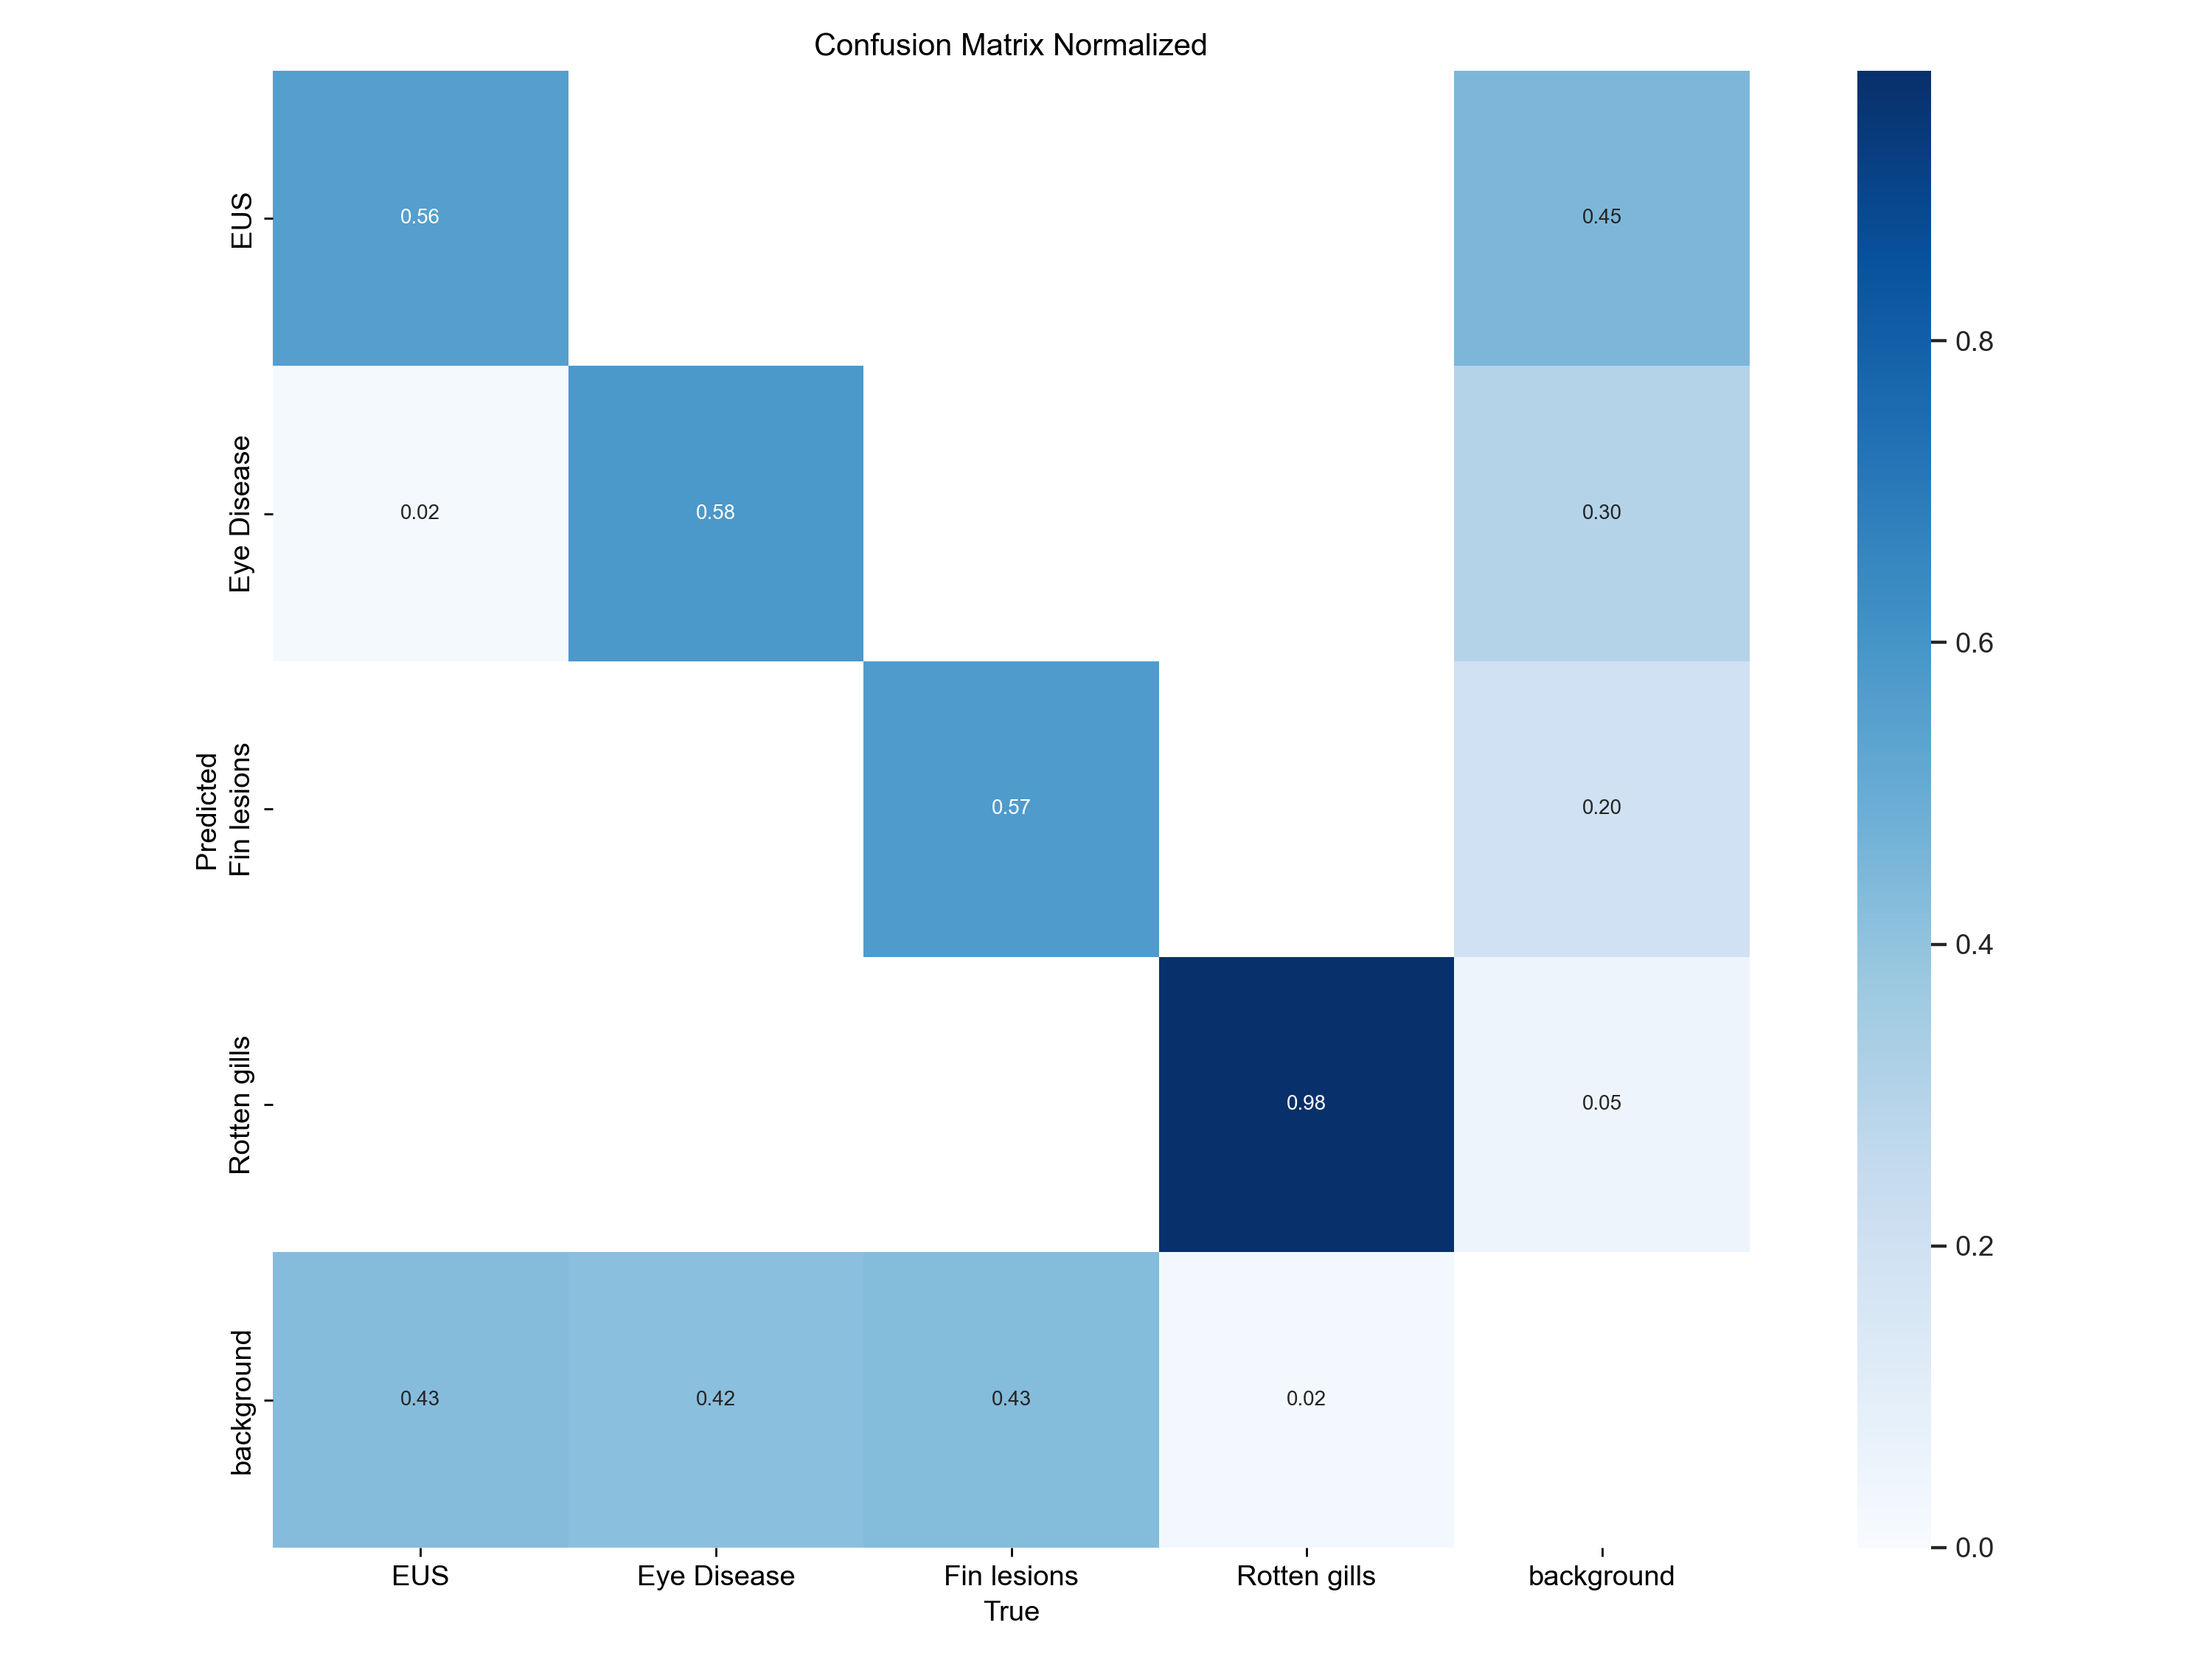 Confusion Matrix Normalized
EUS
0.56
0.45
0.8
Eye Disease
0.02
0.58
0.30
0.6
Predicted
Fin lesions
0.57
0.20
0.4
Rotten gills
0.98
0.05
0.2
background
0.43
0.42
0.43
0.02
0.0
EUS
Eye Disease
Fin lesions
Rotten gills
background
True